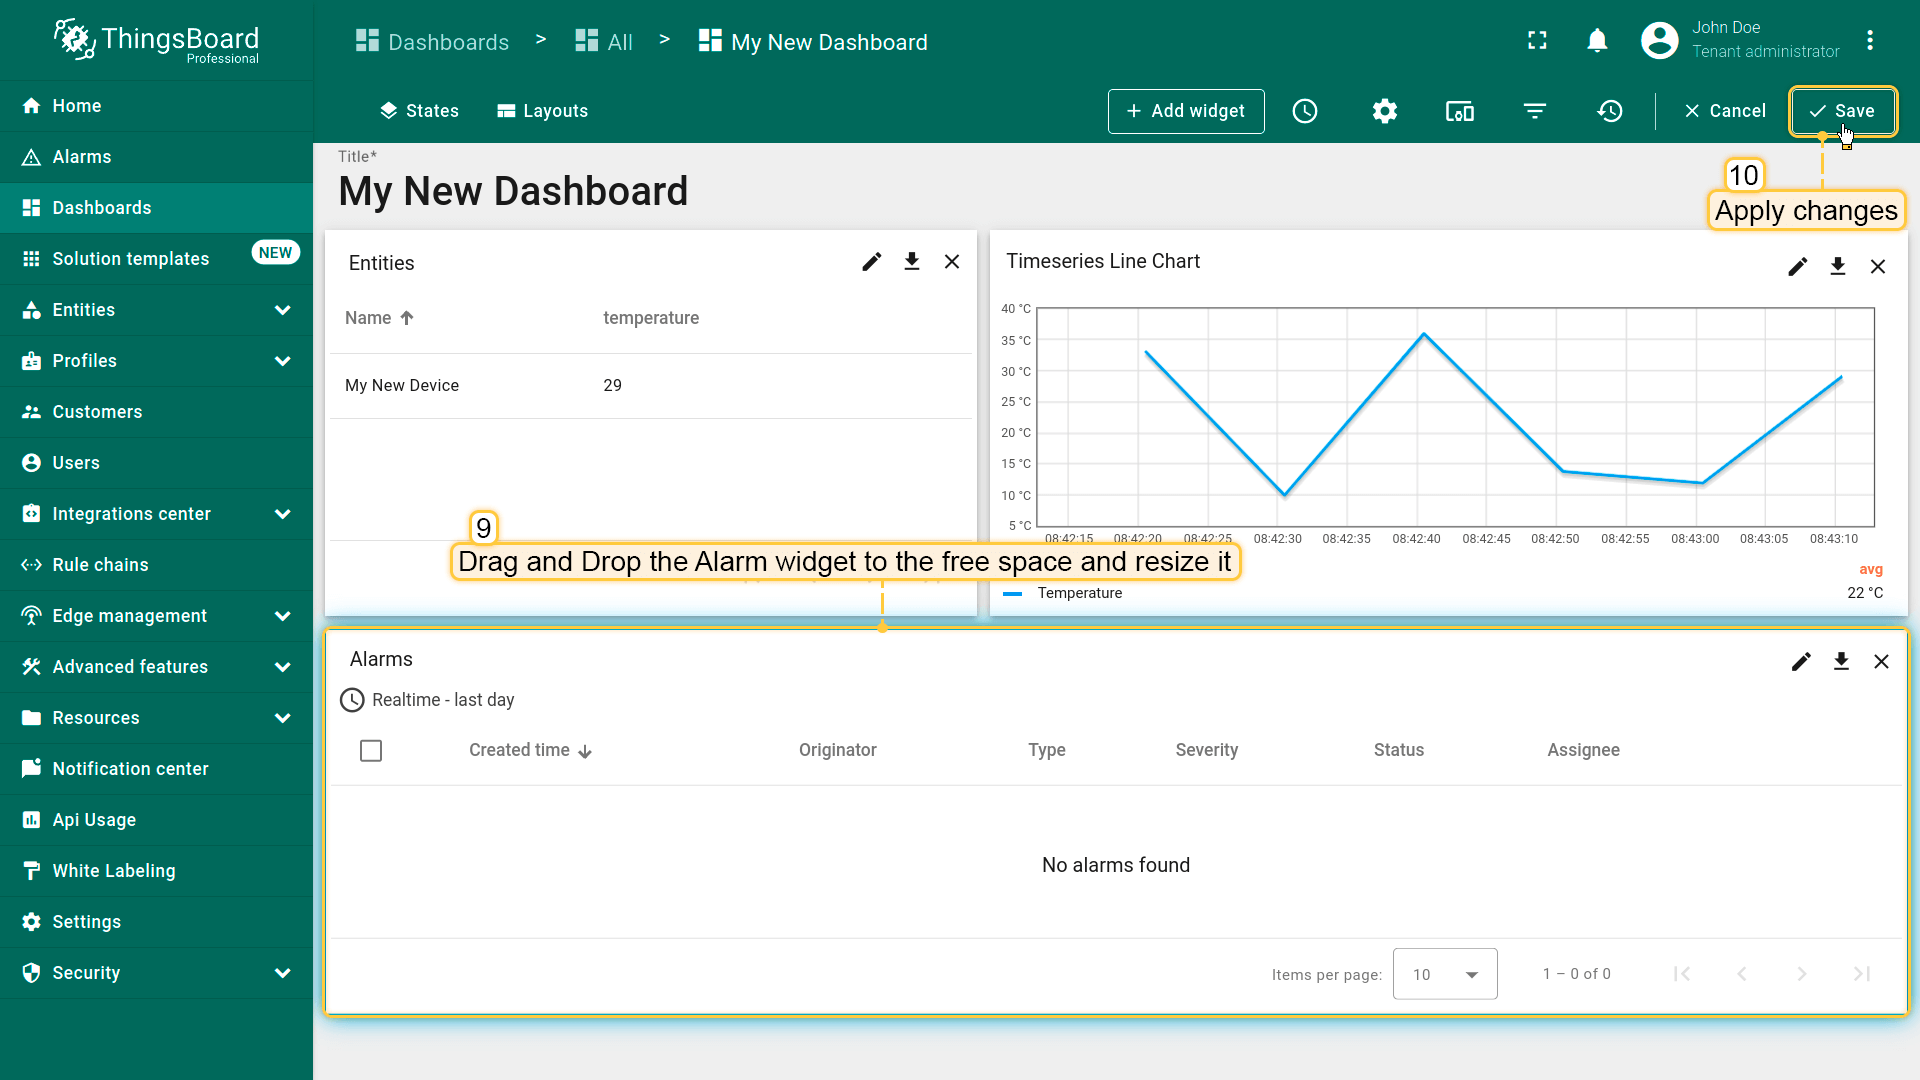 ThingsBoard
Professional
Dashboards > All > My New Dashboard
John Doe
Tenant administrator
Home
Alarms
Dashboards
Solution templates NEW
Entities
Profiles
Customers
Users
Integrations center
Rule chains
Edge management
Advanced features
Resources
Notification center
Api Usage
White Labeling
Settings
Security
States Layouts Add widget Cancel Save
10
Apply changes
Title*
My New Dashboard
Entities
Name temperature
My New Device 29
Timeseries Line Chart
40 °C
35 °C
30 °C
25 °C
20 °C
15 °C
10 °C
5 °C
08:42:15 08:42:20 08:42:25 08:42:30 08:42:35 08:42:40 08:42:45 08:42:50 08:42:55 08:43:00 08:43:05 08:43:10
avg
Temperature 22 °C
9
Drag and Drop the Alarm widget to the free space and resize it
Alarms
Realtime - last day
Created time Originator Type Severity Status Assignee
No alarms found
Items per page: 10 1 – 0 of 0